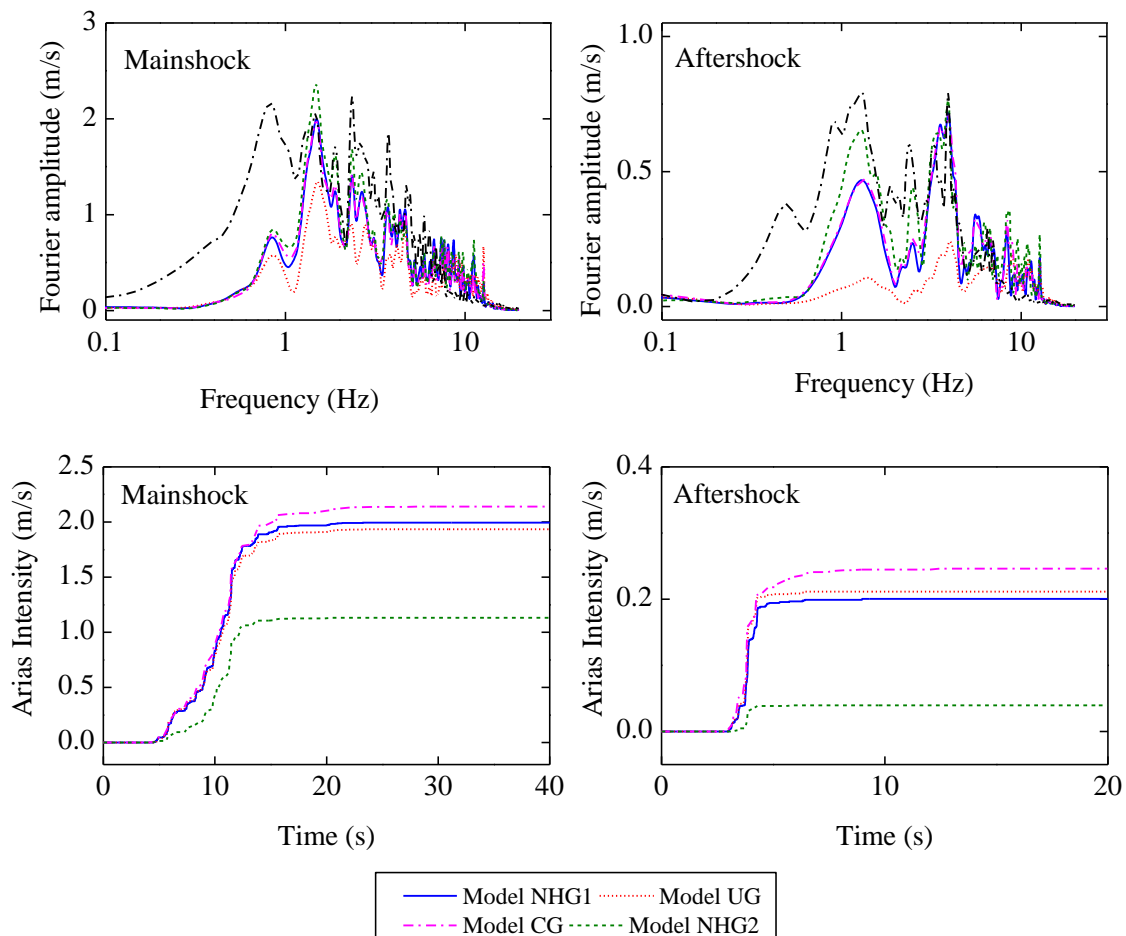 Mainshock
Fourier amplitude (m/s)
3
2
1
0
0.1
1
10
Frequency (Hz)
Aftershock
Fourier amplitude (m/s)
1.0
0.5
0.0
0.1
1
10
Frequency (Hz)
Mainshock
Arias Intensity (m/s)
2.5
2.0
1.5
1.0
0.5
0.0
0
10
20
30
40
Time (s)
Aftershock
Arias Intensity (m/s)
0.4
0.2
0.0
0
10
20
Time (s)
Model NHG1 Model UG
Model CG Model NHG2